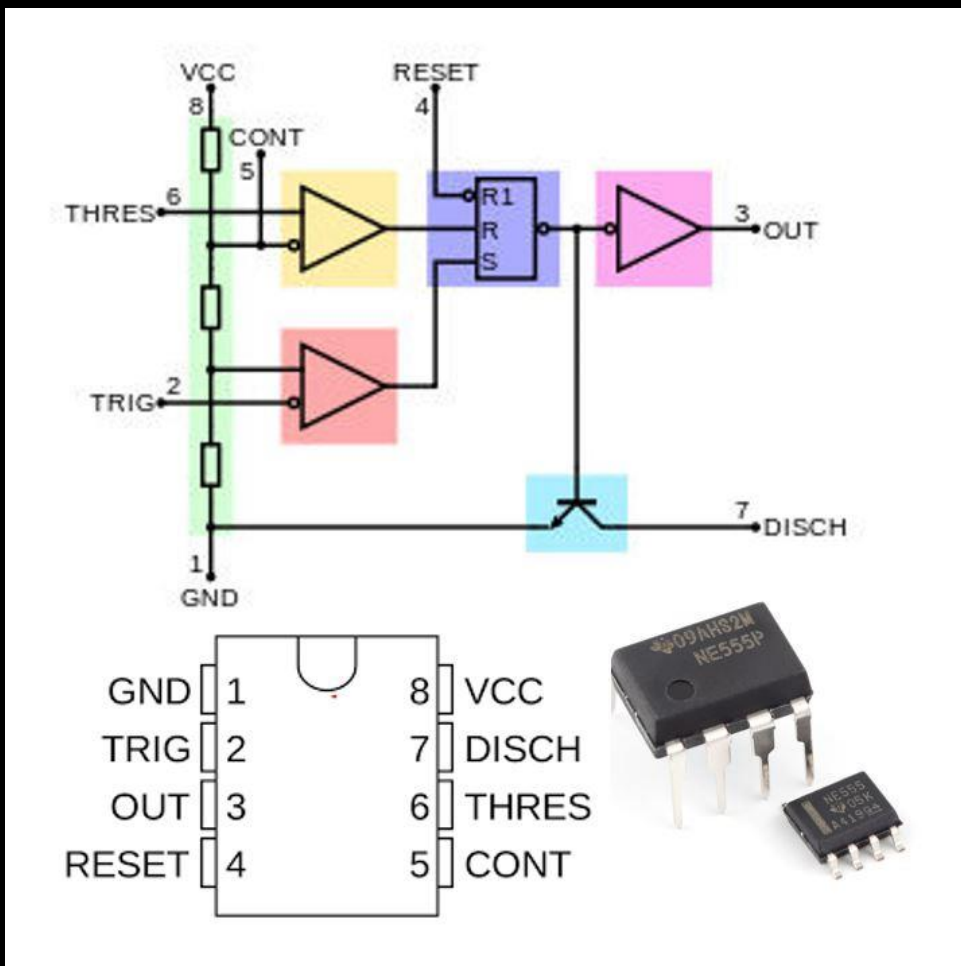 VCC
8
RESET
4
CONT
5
THRES
6
R1
R
S
3
OUT
TRIG
2
7
DISCH
1
GND
GND 1 8 VCC
TRIG 2 7 DISCH
OUT 3 6 THRES
RESET 4 5 CONT
09AHS2M
NE555P
NE555
05K